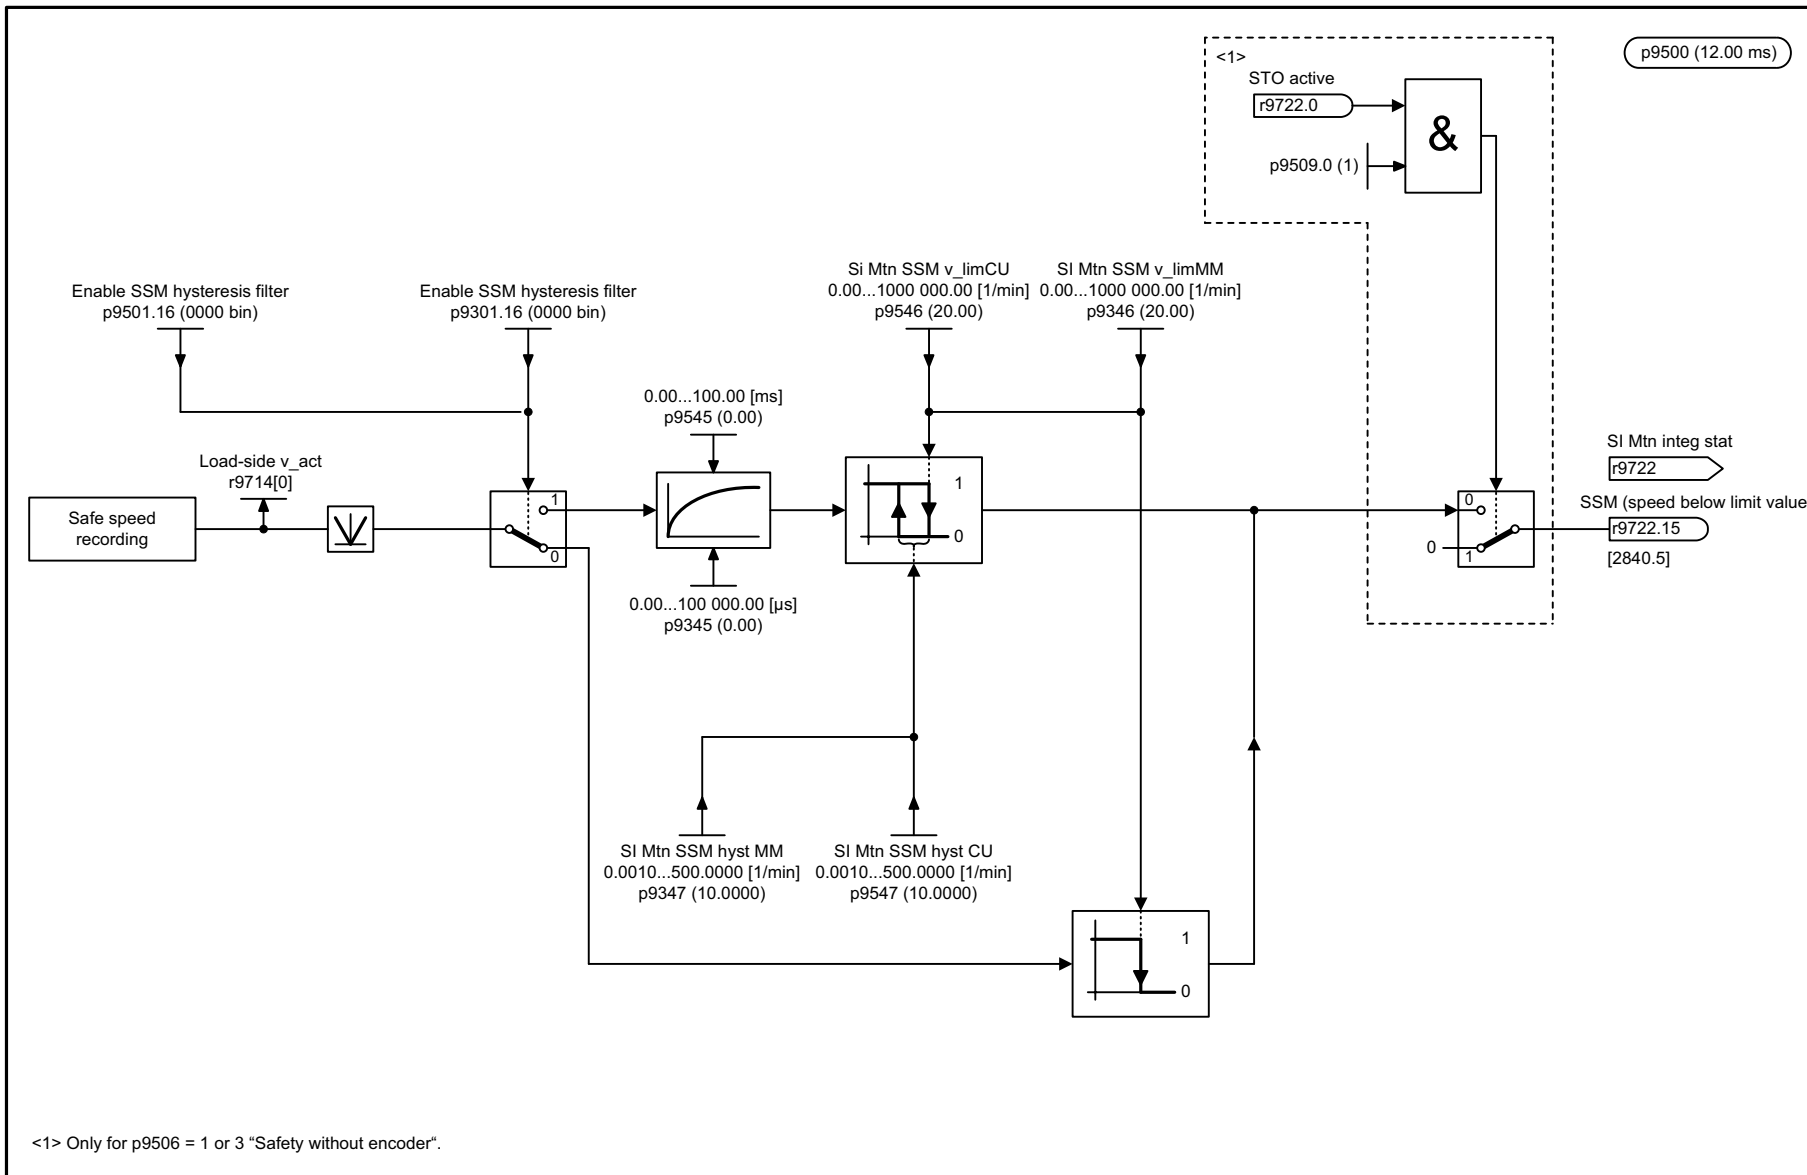 <1>
p9500 (12.00 ms)
STO active
r9722.0
&
p9509.0 (1)
Enable SSM hysteresis filter
p9501.16 (0000 bin)
Enable SSM hysteresis filter
p9301.16 (0000 bin)
Si Mtn SSM v_limCU
0.00...1000 000.00 [1/min]
p9546 (20.00)
SI Mtn SSM v_limMM
0.00...1000 000.00 [1/min]
p9346 (20.00)
0.00...100.00 [ms]
p9545 (0.00)
Load-side v_act
r9714[0]
Safe speed
recording
1
0
1
0
0.00...100 000.00 [µs]
p9345 (0.00)
0
0
1
SI Mtn integ stat
r9722
SSM (speed below limit value
r9722.15
[2840.5]
SI Mtn SSM hyst MM
0.0010...500.0000 [1/min]
p9347 (10.0000)
SI Mtn SSM hyst CU
0.0010...500.0000 [1/min]
p9547 (10.0000)
1
0
<1> Only for p9506 = 1 or 3 “Safety without encoder“.